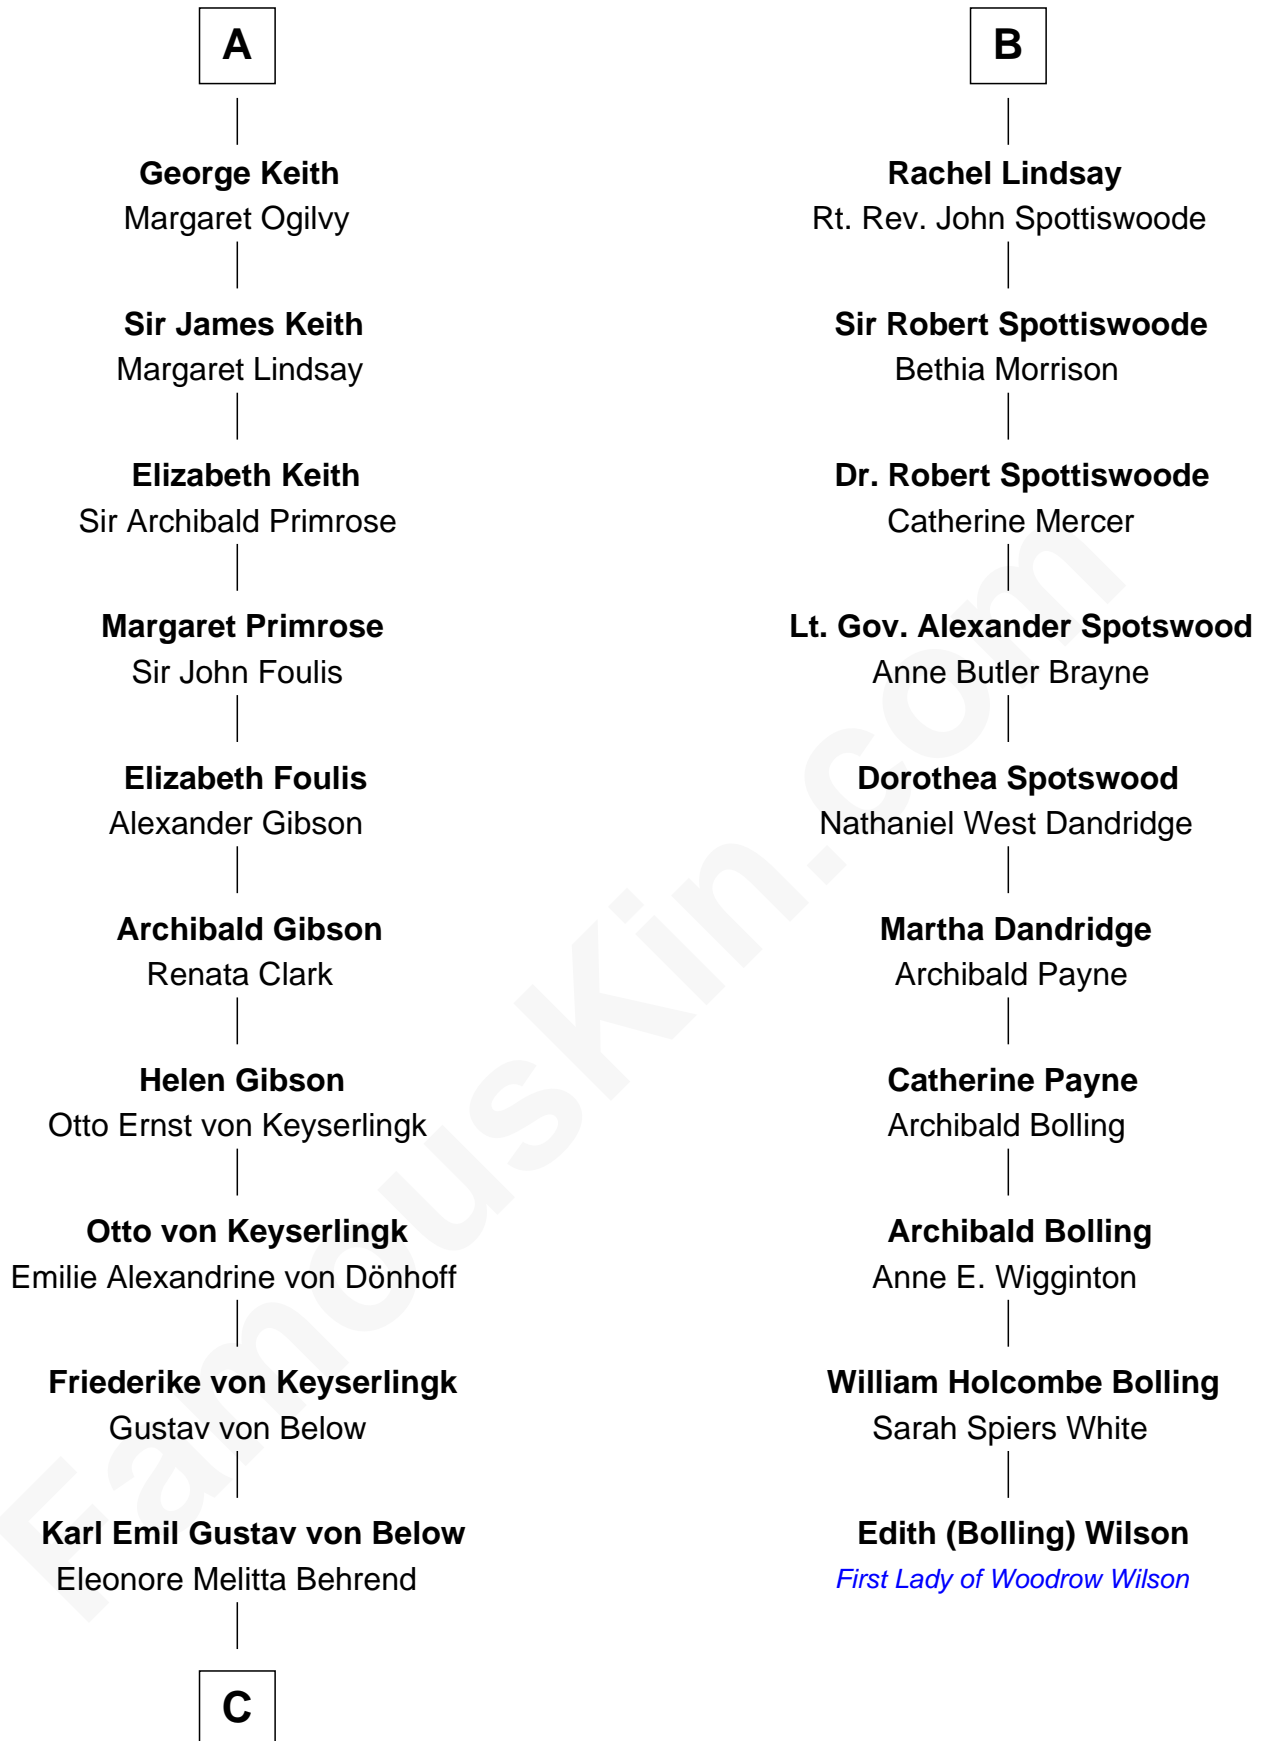 A
George Keith
Margaret Ogilvy
Sir James Keith
Margaret Lindsay
Elizabeth Keith
Sir Archibald Primrose
Margaret Primrose
Sir John Foulis
Elizabeth Foulis
Alexander Gibson
Archibald Gibson
Renata Clark
Helen Gibson
Otto Ernst von Keyserlingk
Otto von Keyserlingk
Emilie Alexandrine von Dönhoff
Friederike von Keyserlingk
Gustav von Below
Karl Emil Gustav von Below
Eleonore Melitta Behrend
C
B
Rachel Lindsay
Rt. Rev. John Spottiswoode
Sir Robert Spottiswoode
Bethia Morrison
Dr. Robert Spottiswoode
Catherine Mercer
Lt. Gov. Alexander Spotswood
Anne Butler Brayne
Dorothea Spotswood
Nathaniel West Dandridge
Martha Dandridge
Archibald Payne
Catherine Payne
Archibald Bolling
Archibald Bolling
Anne E. Wigginton
William Holcombe Bolling
Sarah Spiers White
Edith (Bolling) Wilson
First Lady of Woodrow Wilson
FamousKin.com